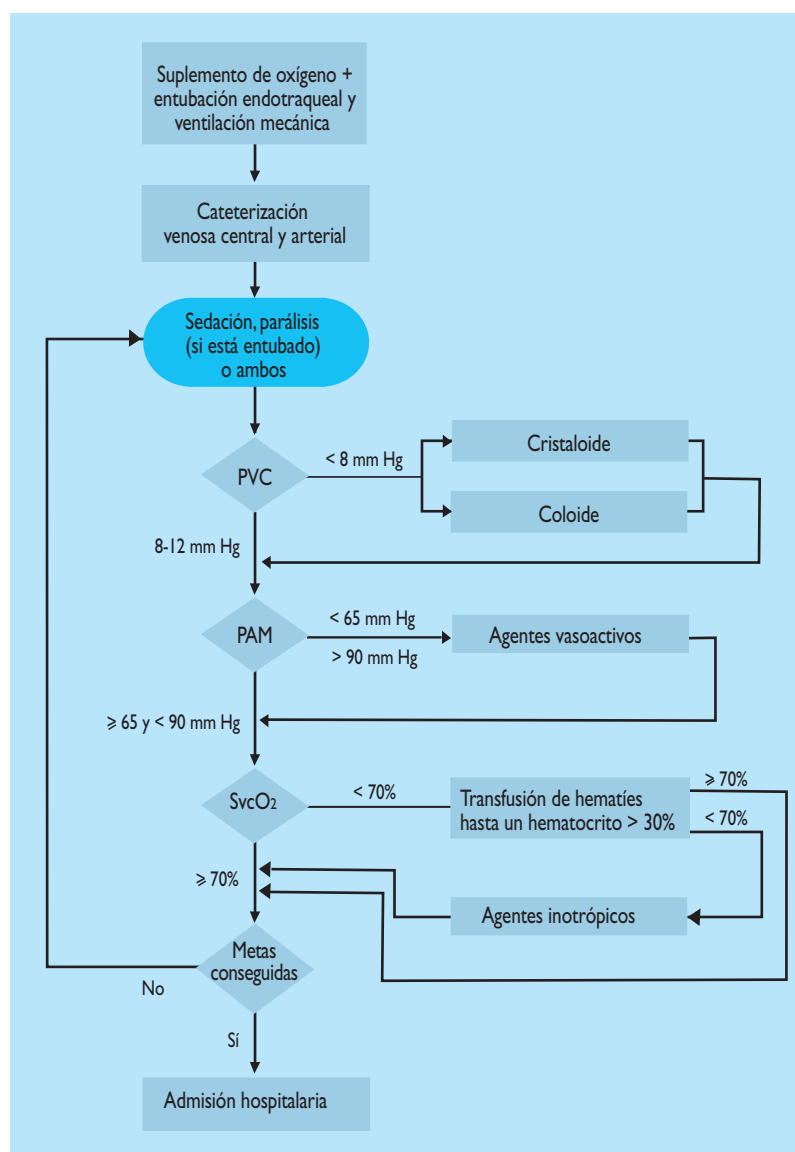 Suplemento de oxígeno +
entubación endotraqueal y
ventilación mecánica
Cateterización
venosa central y arterial
Sedación, parálisis
(si está entubado)
o ambos
PVC
< 8 mm Hg
Cristaloide
Coloide
8-12 mm Hg
PAM
< 65 mm Hg
> 90 mm Hg
Agentes vasoactivos
⩾ 65 y < 90 mm Hg
SvcO₂
< 70%
Transfusión de hematíes
hasta un hematocrito > 30%
⩾ 70%
< 70%
⩾ 70%
Agentes inotrópicos
Metas
conseguidas
No
Sí
Admisión hospitalaria